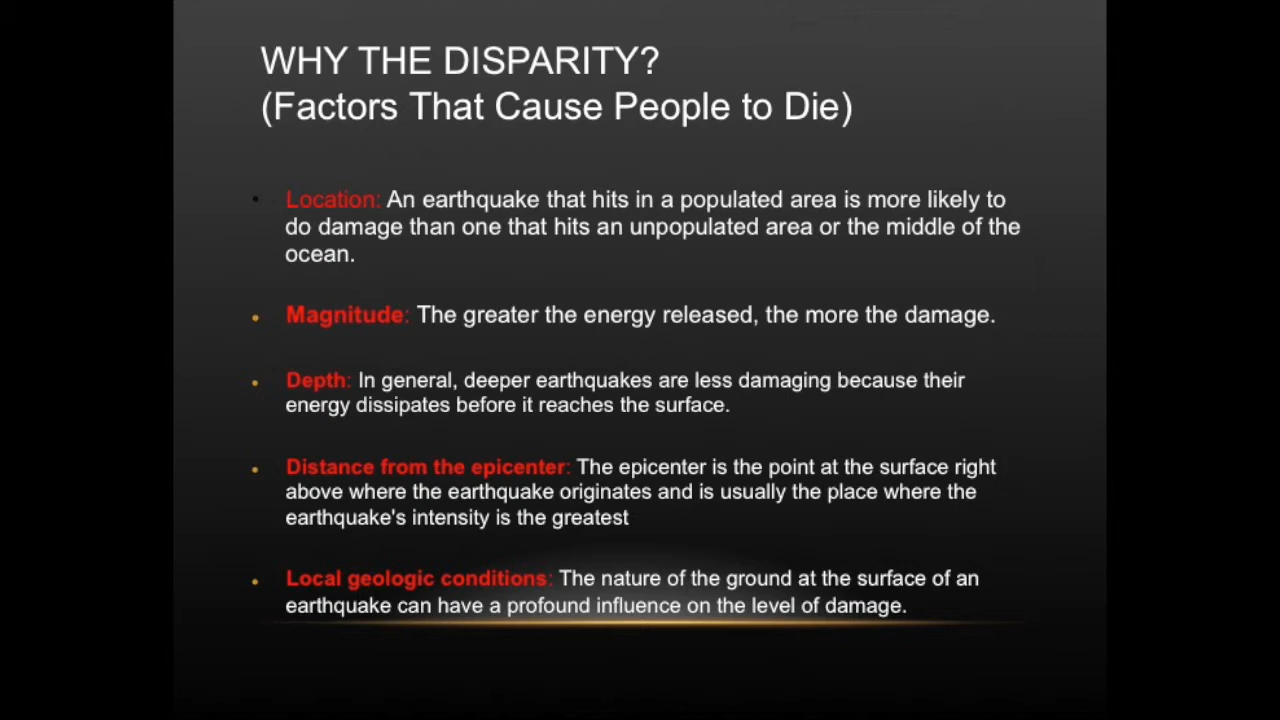 WHY THE DISPARITY?
(Factors That Cause People to Die)
• Location: An earthquake that hits in a populated area is more likely to
do damage than one that hits an unpopulated area or the middle of the
ocean.
• Magnitude: The greater the energy released, the more the damage.
• Depth: In general, deeper earthquakes are less damaging because their
energy dissipates before it reaches the surface.
• Distance from the epicenter: The epicenter is the point at the surface right
above where the earthquake originates and is usually the place where the
earthquake's intensity is the greatest
• Local geologic conditions: The nature of the ground at the surface of an
earthquake can have a profound influence on the level of damage.